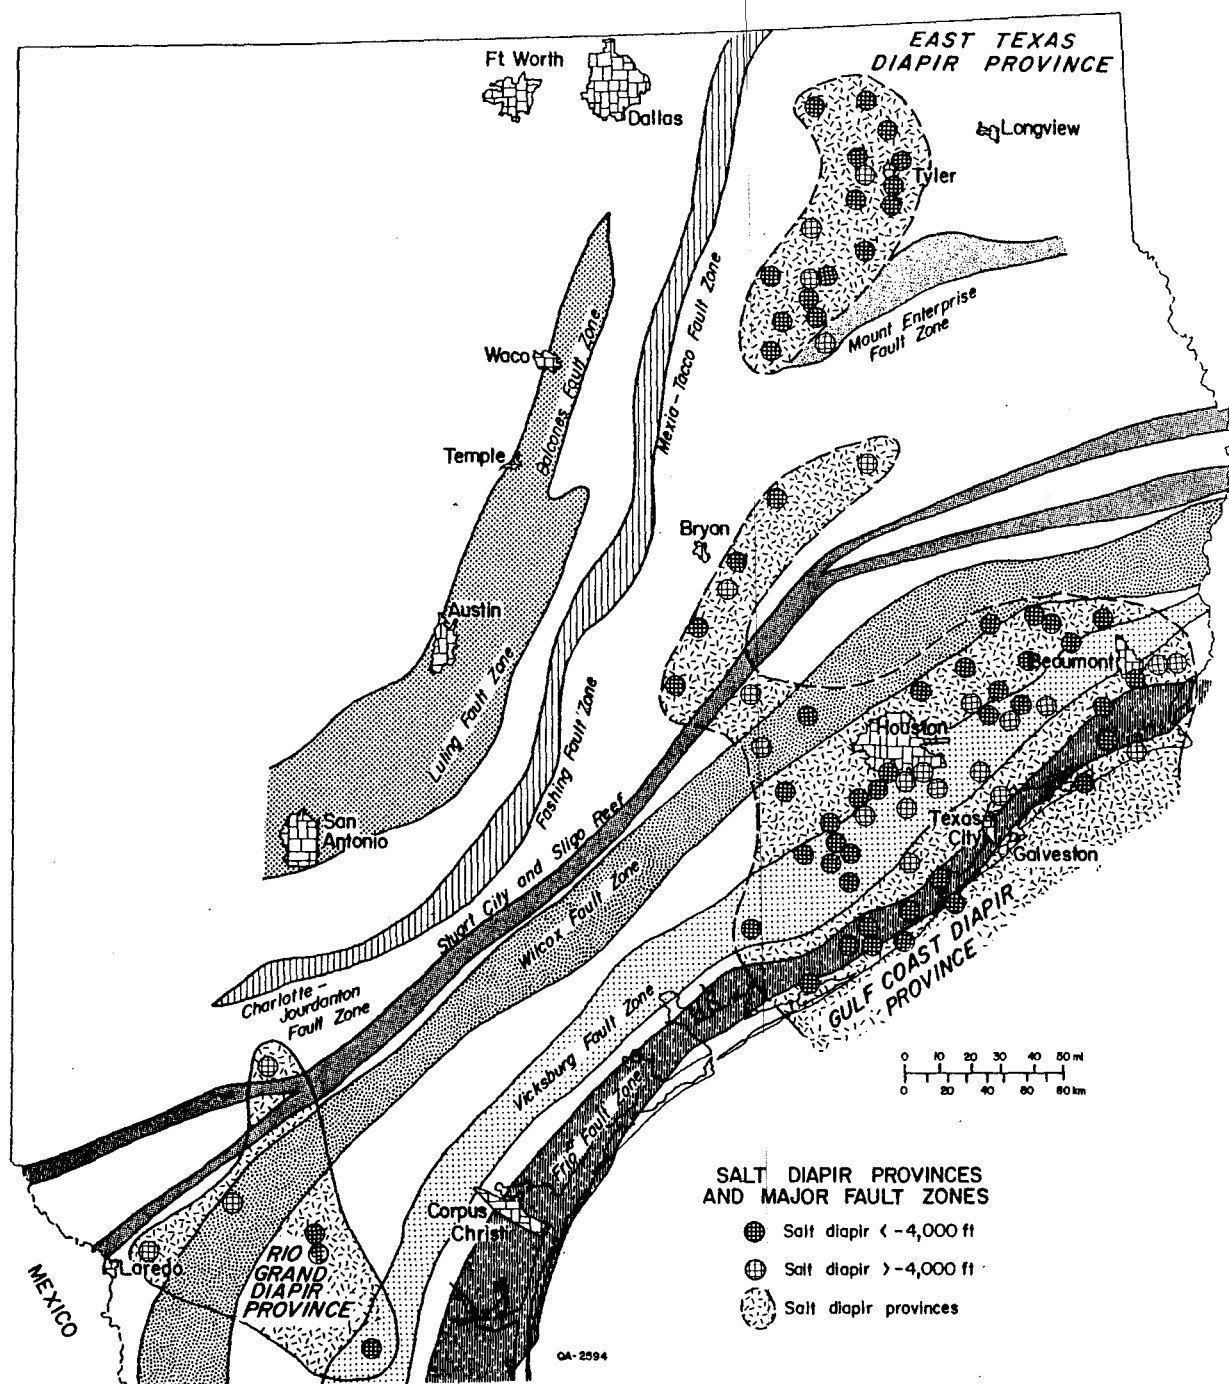 EAST TEXAS
DIAPIR PROVINCE
Ft Worth
Dallas
Longview
Tyler
Mexia-Tacco Fault Zone
Mount Enterprise
Fault Zone
Waco
Balcones Fault Zone
Temple
Bryan
Austin
Luling Fault Zone
Fashing Fault Zone
Beaumont
Houston
San
Antonio
Texas
City
Galveston
Stuart City and Sligo Reef
Wilcox Fault Zone
GULF COAST DIAPIR
PROVINCE
Charlotte-
Jourdanton
Fault Zone
Vicksburg Fault Zone
Frio Fault Zone
0 10 20 30 40 50 mi
0 20 40 60 80 km
Corpus
Christi
Laredo
RIO
GRAND
DIAPIR
PROVINCE
MEXICO
SALT DIAPIR PROVINCES
AND MAJOR FAULT ZONES
Salt diapir < -4,000 ft
Salt diapir > -4,000 ft
Salt diapir provinces
QA-2594